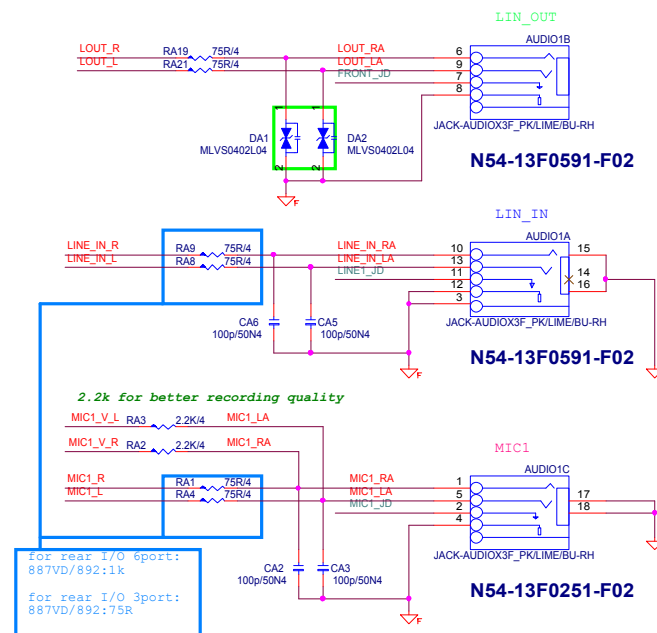 LIN_OUT
AUDIO1B
LOUT_R RA19 75R/4 LOUT_RA 6
LOUT_L RA21 75R/4 LOUT_LA 9
FRONT_JD 7
8
1 1
DA1 MLVS0402L04
DA2 MLVS0402L04
2 2
JACK-AUDIOX3F_PK/LIME/BU-RH
N54-13F0591-F02
F
LIN_IN
AUDIO1A
LINE_IN_R RA9 75R/4 LINE_IN_RA 10 15
LINE_IN_L RA8 75R/4 LINE_IN_LA 13
LINE1_JD 11 14
12 16
3
CA6 100p/50N4
CA5 100p/50N4
JACK-AUDIOX3F_PK/LIME/BU-RH
N54-13F0591-F02
F
2.2k for better recording quality
MIC1_V_L RA3 2.2K/4 MIC1_LA
MIC1_V_R RA2 2.2K/4 MIC1_RA
MIC1
AUDIO1C
MIC1_R RA1 75R/4 MIC1_RA 1 17
MIC1_L RA4 75R/4 MIC1_LA 5 18
MIC1_JD 2
4
CA2 100p/50N4
CA3 100p/50N4
JACK-AUDIOX3F_PK/LIME/BU-RH
N54-13F0251-F02
F
for rear I/O 6port:
887VD/892:1k
for rear I/O 3port:
887VD/892:75R